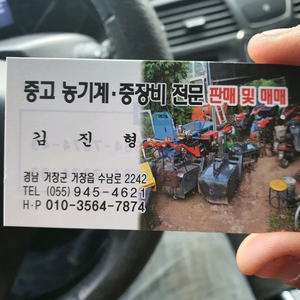 중고 농기계·중장비 전문 판매 및 매매
김 진 형
경남 거창군 거창읍 수남로 2242
TEL (055) 945-4621
H·P 010-3564-7874